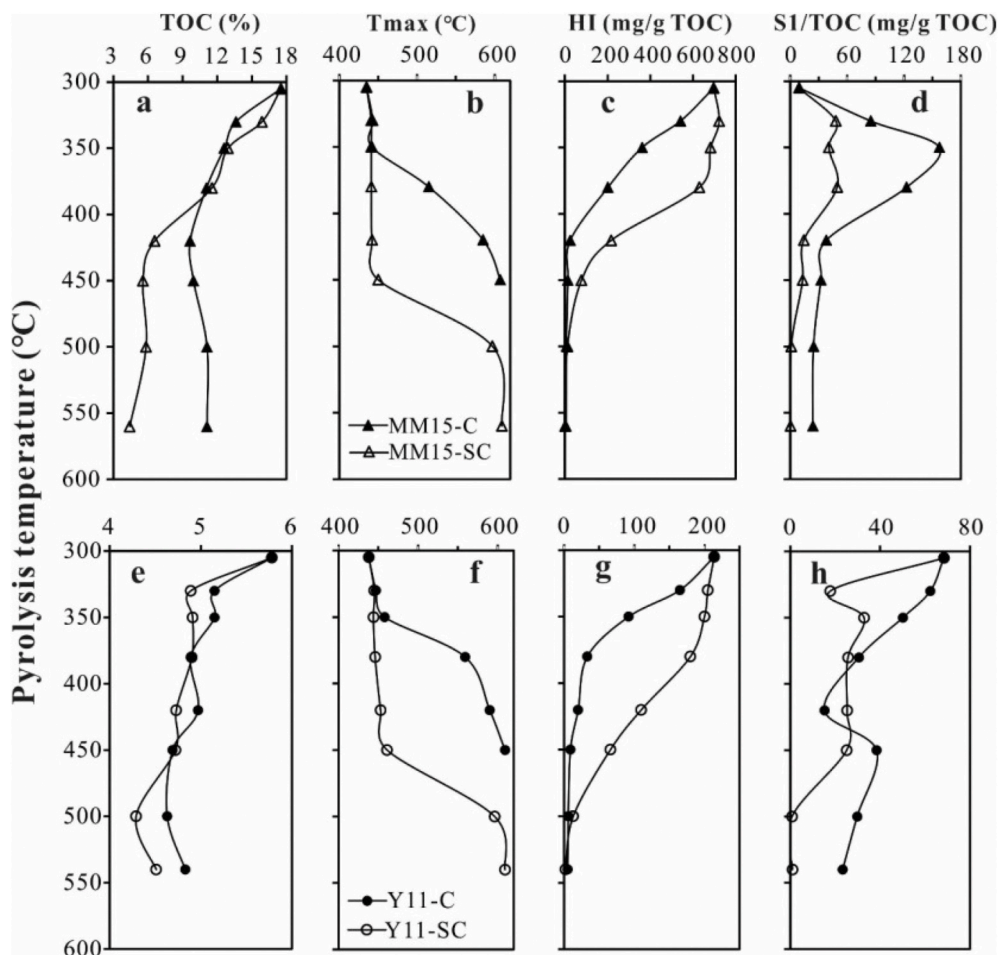 TOC (%) Tmax (℃) HI (mg/g TOC) S1/TOC (mg/g TOC)
3 6 9 12 15 18 400 500 600 0 200 400 600 800 0 60 120 180
300 a b c d
350
400
450
500
550 MM15-C
MM15-SC
600
Pyrolysis temperature (℃)
4 5 6 400 500 600 0 100 200 0 40 80
300 e f g h
350
400
450
500
550 Y11-C
Y11-SC
600